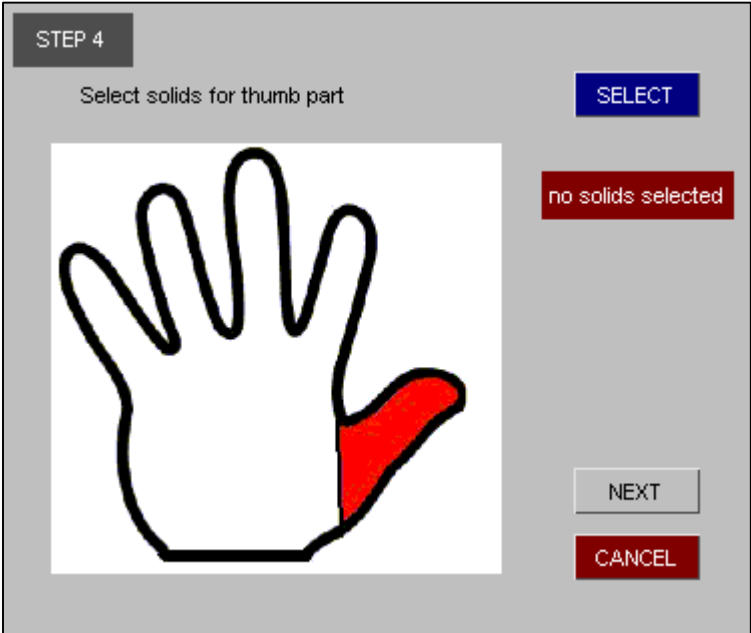 STEP 4
Select solids for thumb part
SELECT
no solids selected
NEXT
CANCEL